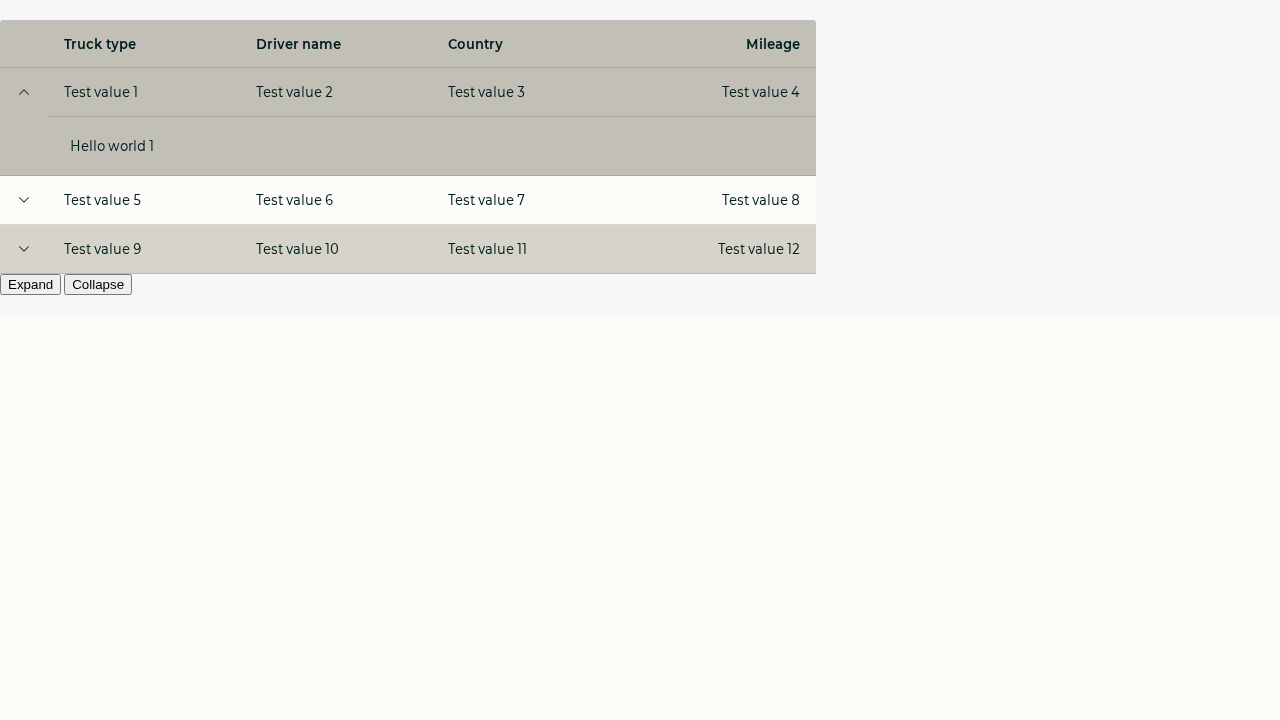 Truck type Driver name Country Mileage
Test value 1 Test value 2 Test value 3 Test value 4
Hello world 1
Test value 5 Test value 6 Test value 7 Test value 8
Test value 9 Test value 10 Test value 11 Test value 12
Expand Collapse